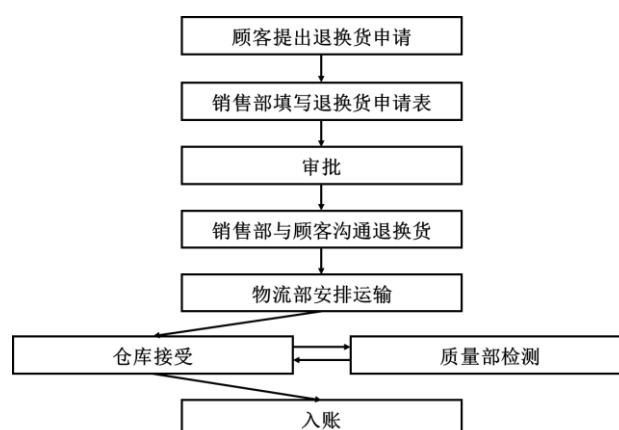 顾客提出退换货申请
销售部填写退换货申请表
审批
销售部与顾客沟通退换货
物流部安排运输
仓库接受
质量部检测
入账